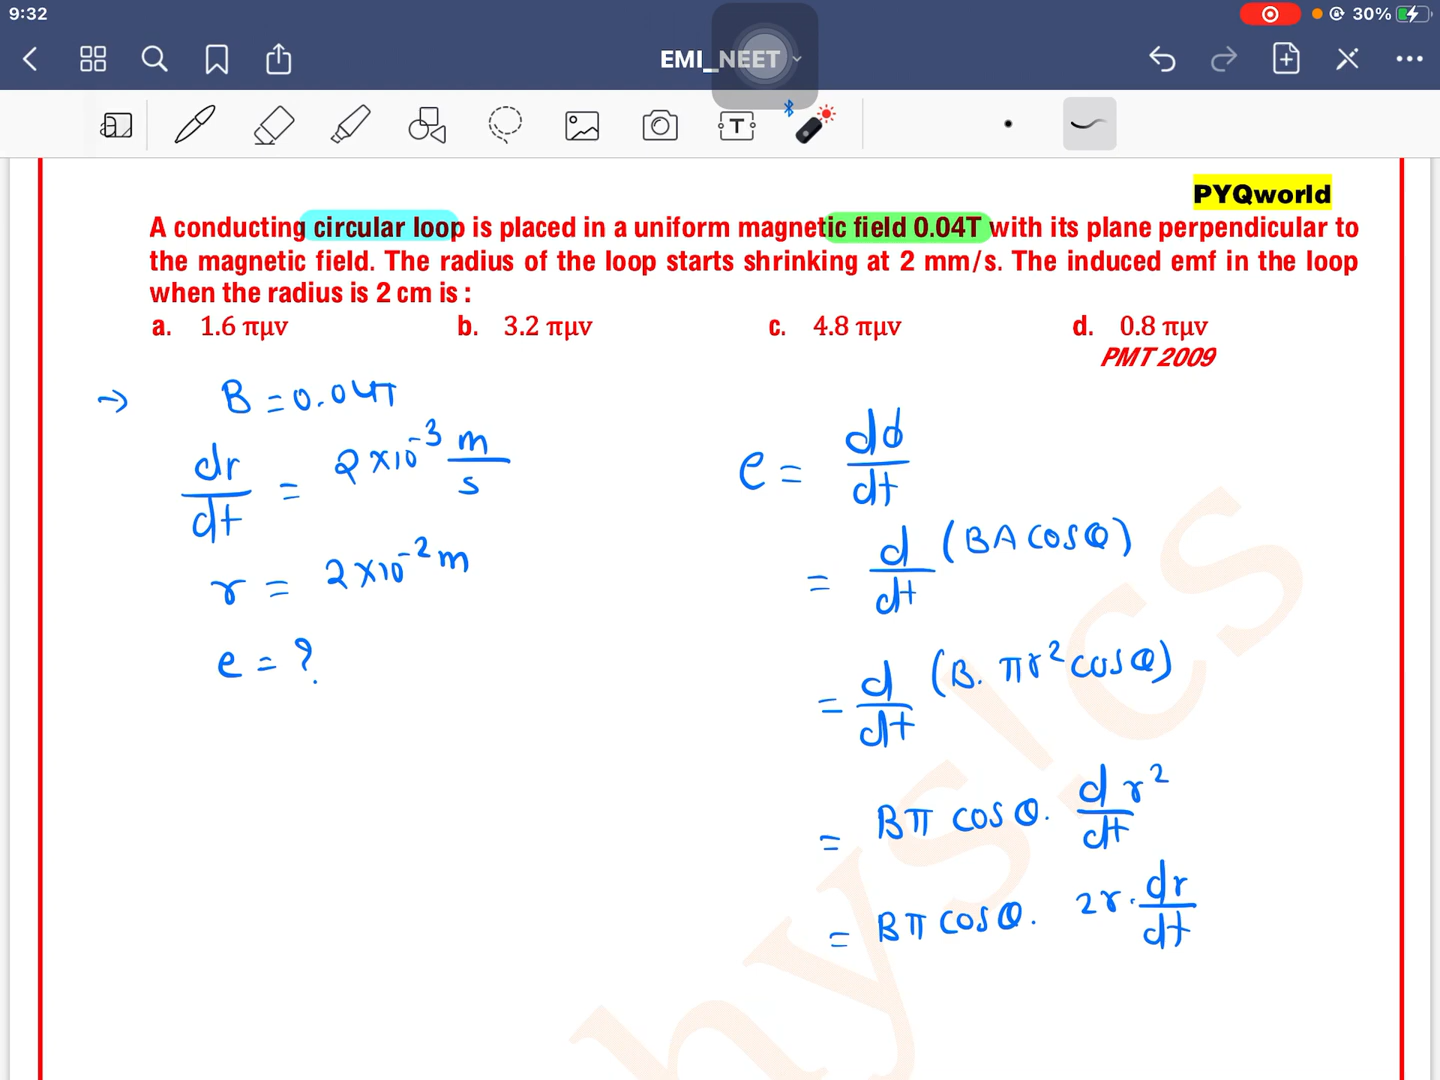 9:32
30%
EMI_NEET
T
PYQworld
A conducting circular loop is placed in a uniform magnetic field 0.04T with its plane perpendicular to
the magnetic field. The radius of the loop starts shrinking at 2 mm/s. The induced emf in the loop
when the radius is 2 cm is :
a. 1.6 πμv b. 3.2 πμv c. 4.8 πμv d. 0.8 πμv
PMT 2009
→ B = 0.04T
dr/dt = 2×10⁻³ m/s
r = 2×10⁻² m
e = ?
e = dϕ/dt
= d/dt (BA cosθ)
= d/dt (B. πr² cosθ)
= Bπ cosθ. d/dt r²
= Bπ cosθ. 2r. dr/dt
hysics